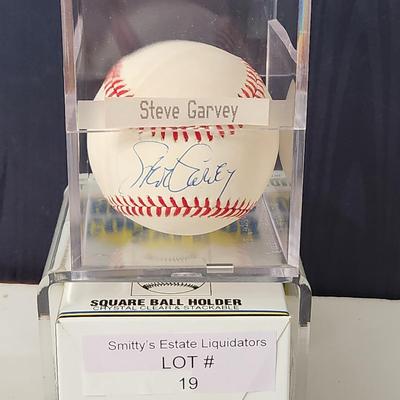 Steve Garvey
Steve Garvey
SQUARE BALL HOLDER
CRYSTAL CLEAR & STACKABLE
Smitty's Estate Liquidators
LOT #
19